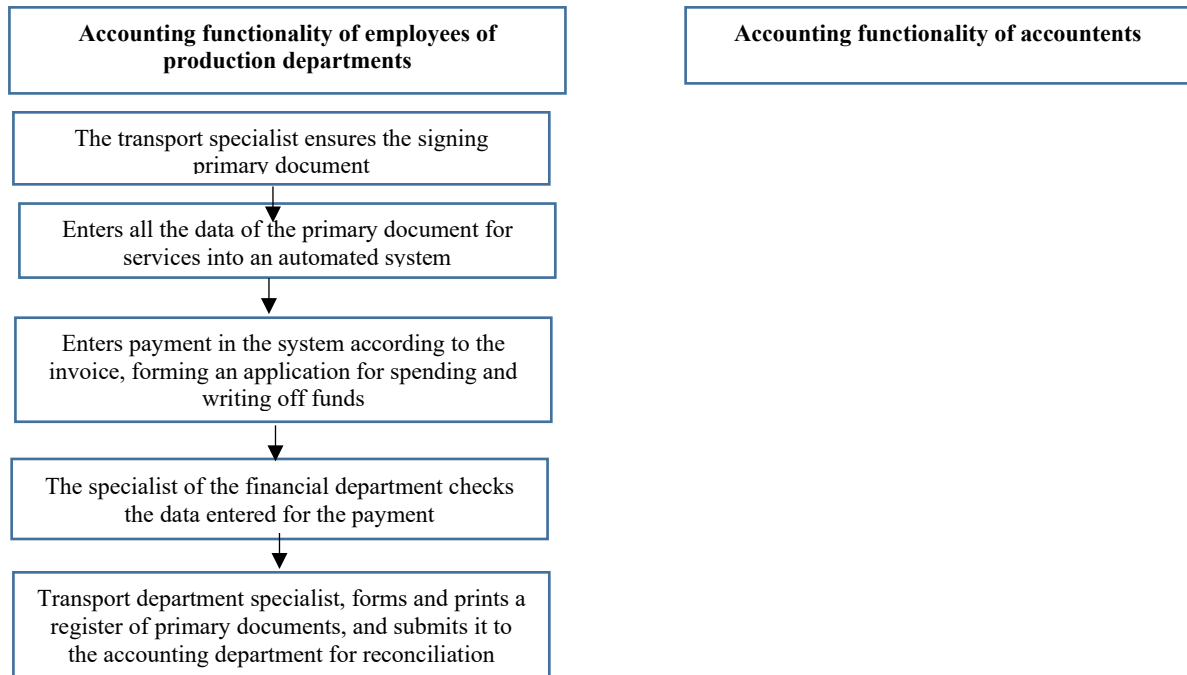 Accounting functionality of employees of
production departments
Accounting functionality of accountents
The transport specialist ensures the signing
primary document
Enters all the data of the primary document for
services into an automated system
Enters payment in the system according to the
invoice, forming an application for spending and
writing off funds
The specialist of the financial department checks
the data entered for the payment
Transport department specialist, forms and prints a
register of primary documents, and submits it to
the accounting department for reconciliation